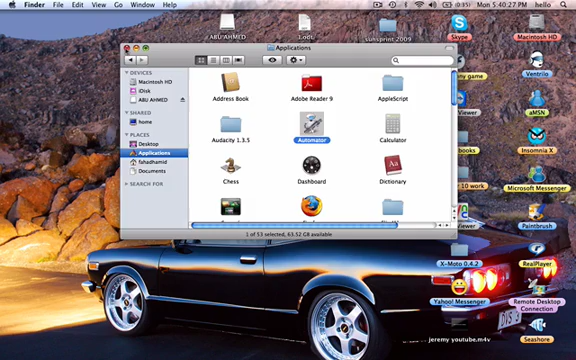 Finder File Edit View Go Window Help
Mon 5:40:27 PM hello
ABU AHMED
1.odt
sunsprint 2009
Skype
Macintosh HD
Applications
DEVICES
Macintosh HD
iDisk
ABU AHMED
SHARED
home
PLACES
Desktop
Applications
fahadhamid
Documents
SEARCH FOR
Address Book
Adobe Reader 9
AppleScript
Audacity 1.3.5
Automator
Calculator
Chess
Dashboard
Dictionary
1 of 53 selected, 63.52 GB available
ny game
Ventrilo
Viewer
aMSN
books
Insomnia X
r 10 work
Microsoft Messenger
Viewer
Paintbrush
X-Moto 0.4.2
RealPlayer
Yahoo! Messenger
Remote Desktop
Connection
jeremy youtube.m4v
Seashore